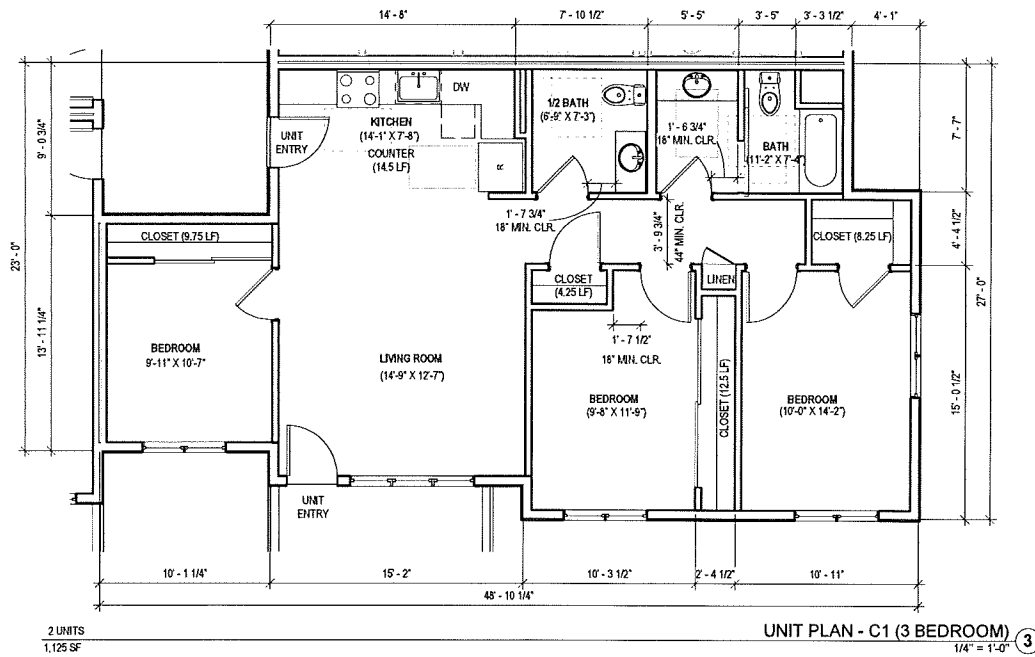 14' - 8"
7' - 10 1/2"
5' - 5"
3' - 5"
3' - 3 1/2"
4' - 1"
9' - 0 3/4"
23' - 0"
13' - 11 1/4"
UNIT
ENTRY
KITCHEN
(14'-1" X 7'-8")
COUNTER
(14.5 LF)
DW
R
1/2 BATH
(6'-9" X 7'-3")
1' - 6 3/4"
18" MIN. CLR.
BATH
(11'-2" X 7'-4")
7' - 7"
4' - 4 1/2"
27' - 0"
15' - 0 1/2"
1' - 7 3/4"
18" MIN. CLR.
3' - 9 3/4"
44" MIN. CLR.
CLOSET (9.75 LF)
CLOSET (8.25 LF)
CLOSET
(4.25 LF)
LINEN
1' - 7 1/2"
18" MIN. CLR.
BEDROOM
9'-11" X 10'-7"
LIVING ROOM
(14'-9" X 12'-7")
BEDROOM
(9'-8" X 11'-9")
CLOSET (12.5 LF)
BEDROOM
(10'-0" X 14'-2")
UNIT
ENTRY
10' - 1 1/4"
15' - 2"
10' - 3 1/2"
2' - 4 1/2"
10' - 11"
48' - 10 1/4"
2 UNITS
1,125 SF
UNIT PLAN - C1 (3 BEDROOM)
1/4" = 1'-0"
3